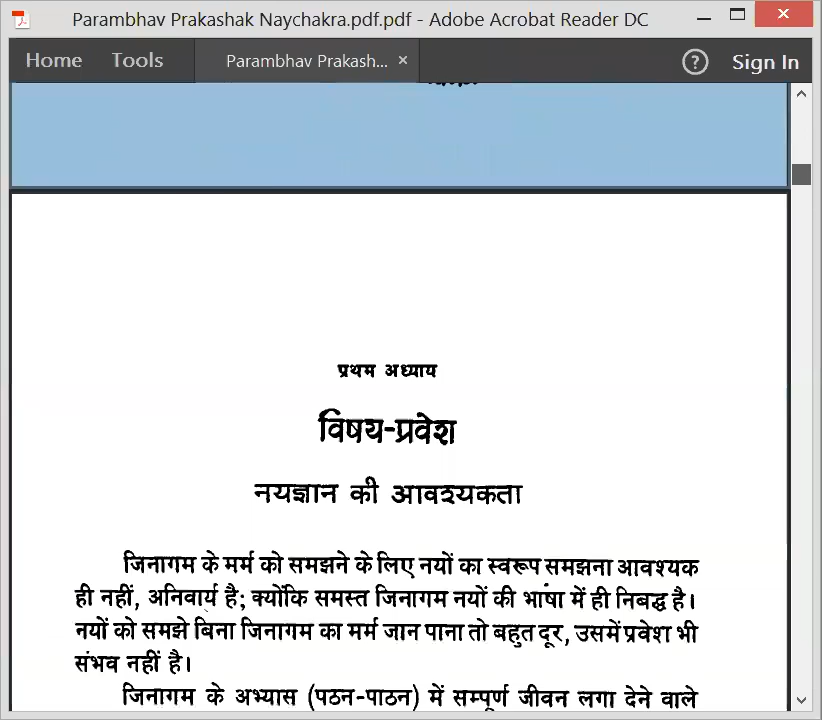 Parambhav Prakashak Naychakra.pdf.pdf - Adobe Acrobat Reader DC
Home Tools Parambhav Prakash... × ? Sign In
प्रथम अध्याय
विषय-प्रवेश
नयज्ञान की आवश्यकता
जिनागम के मर्म को समझने के लिए नयों का स्वरूप समझना आवश्यक
ही नहीं, अनिवार्य है; क्योंकि समस्त जिनागम नयों की भाषा में ही निबद्ध है।
नयों को समझे बिना जिनागम का मर्म जान पाना तो बहुत दूर, उसमें प्रवेश भी
संभव नहीं है।
जिनागम के अभ्यास (पठन-पाठन) में सम्पूर्ण जीवन लगा देने वाले